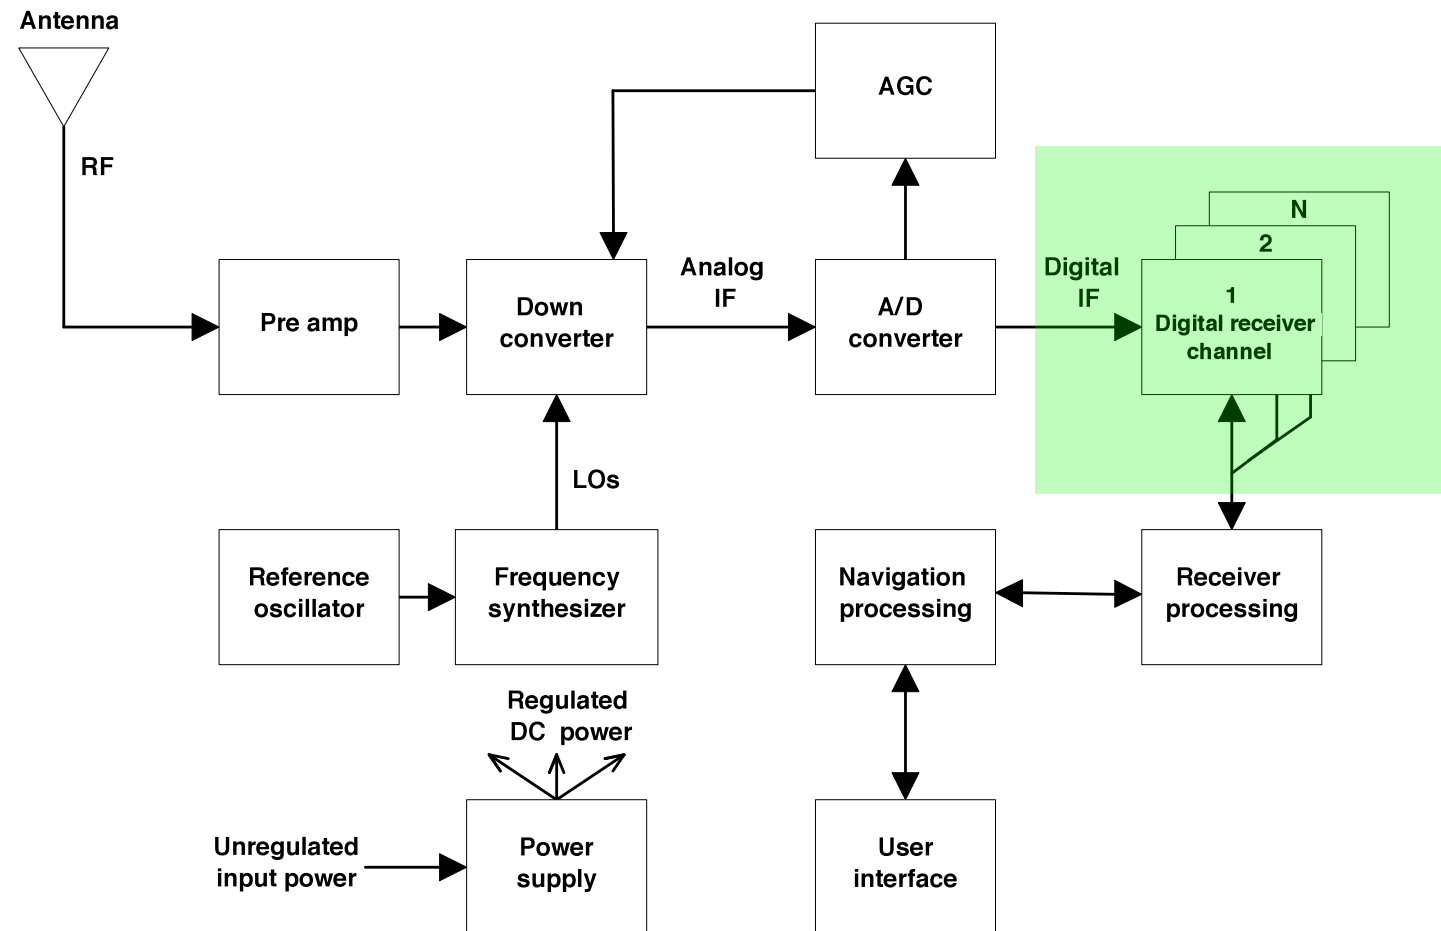 Antenna
RF
AGC
N
2
1
Digital receiver
channel
Digital
IF
Analog
IF
Pre amp
Down
converter
A/D
converter
LOs
Reference
oscillator
Frequency
synthesizer
Navigation
processing
Receiver
processing
Regulated
DC power
Unregulated
input power
Power
supply
User
interface